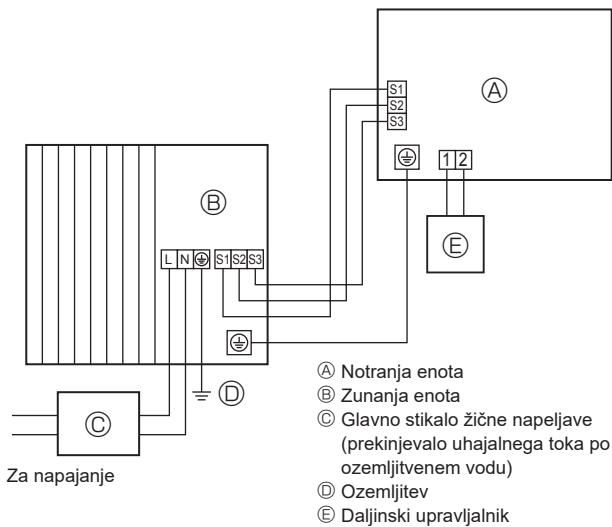 S1
S2
S3
Ⓐ
1 2
Ⓑ
Ⓔ
L N S1 S2 S3
Ⓓ
Ⓒ
Za napajanje
Ⓐ Notranja enota
Ⓑ Zunanja enota
Ⓒ Glavno stikalo žične napeljave
(prekinjevalo uhajalnega toka po
ozemljitvenem vodu)
Ⓓ Ozemljitev
Ⓔ Daljinski upravljalnik